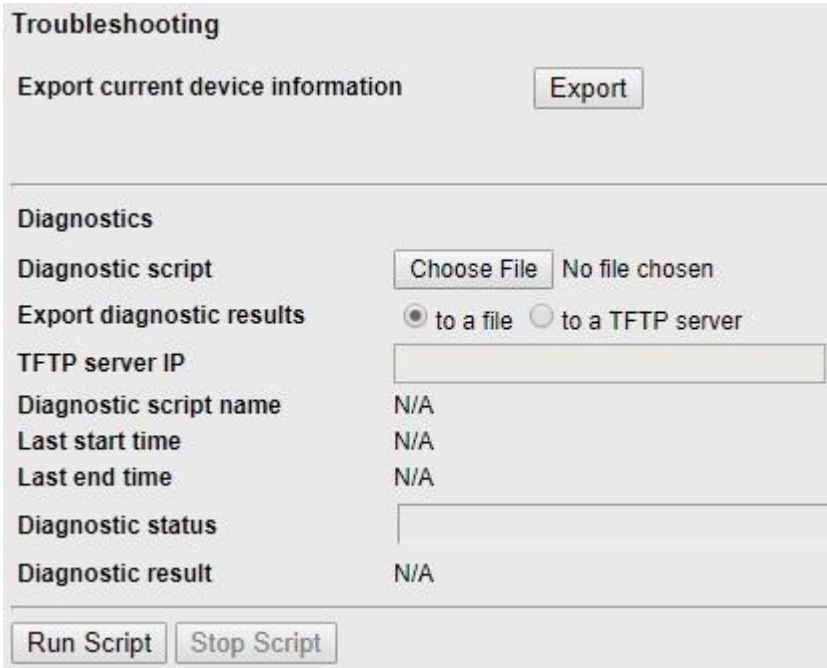 Troubleshooting
Export current device information Export
Diagnostics
Diagnostic script Choose File No file chosen
Export diagnostic results to a file to a TFTP server
TFTP server IP
Diagnostic script name N/A
Last start time N/A
Last end time N/A
Diagnostic status
Diagnostic result N/A
Run Script Stop Script